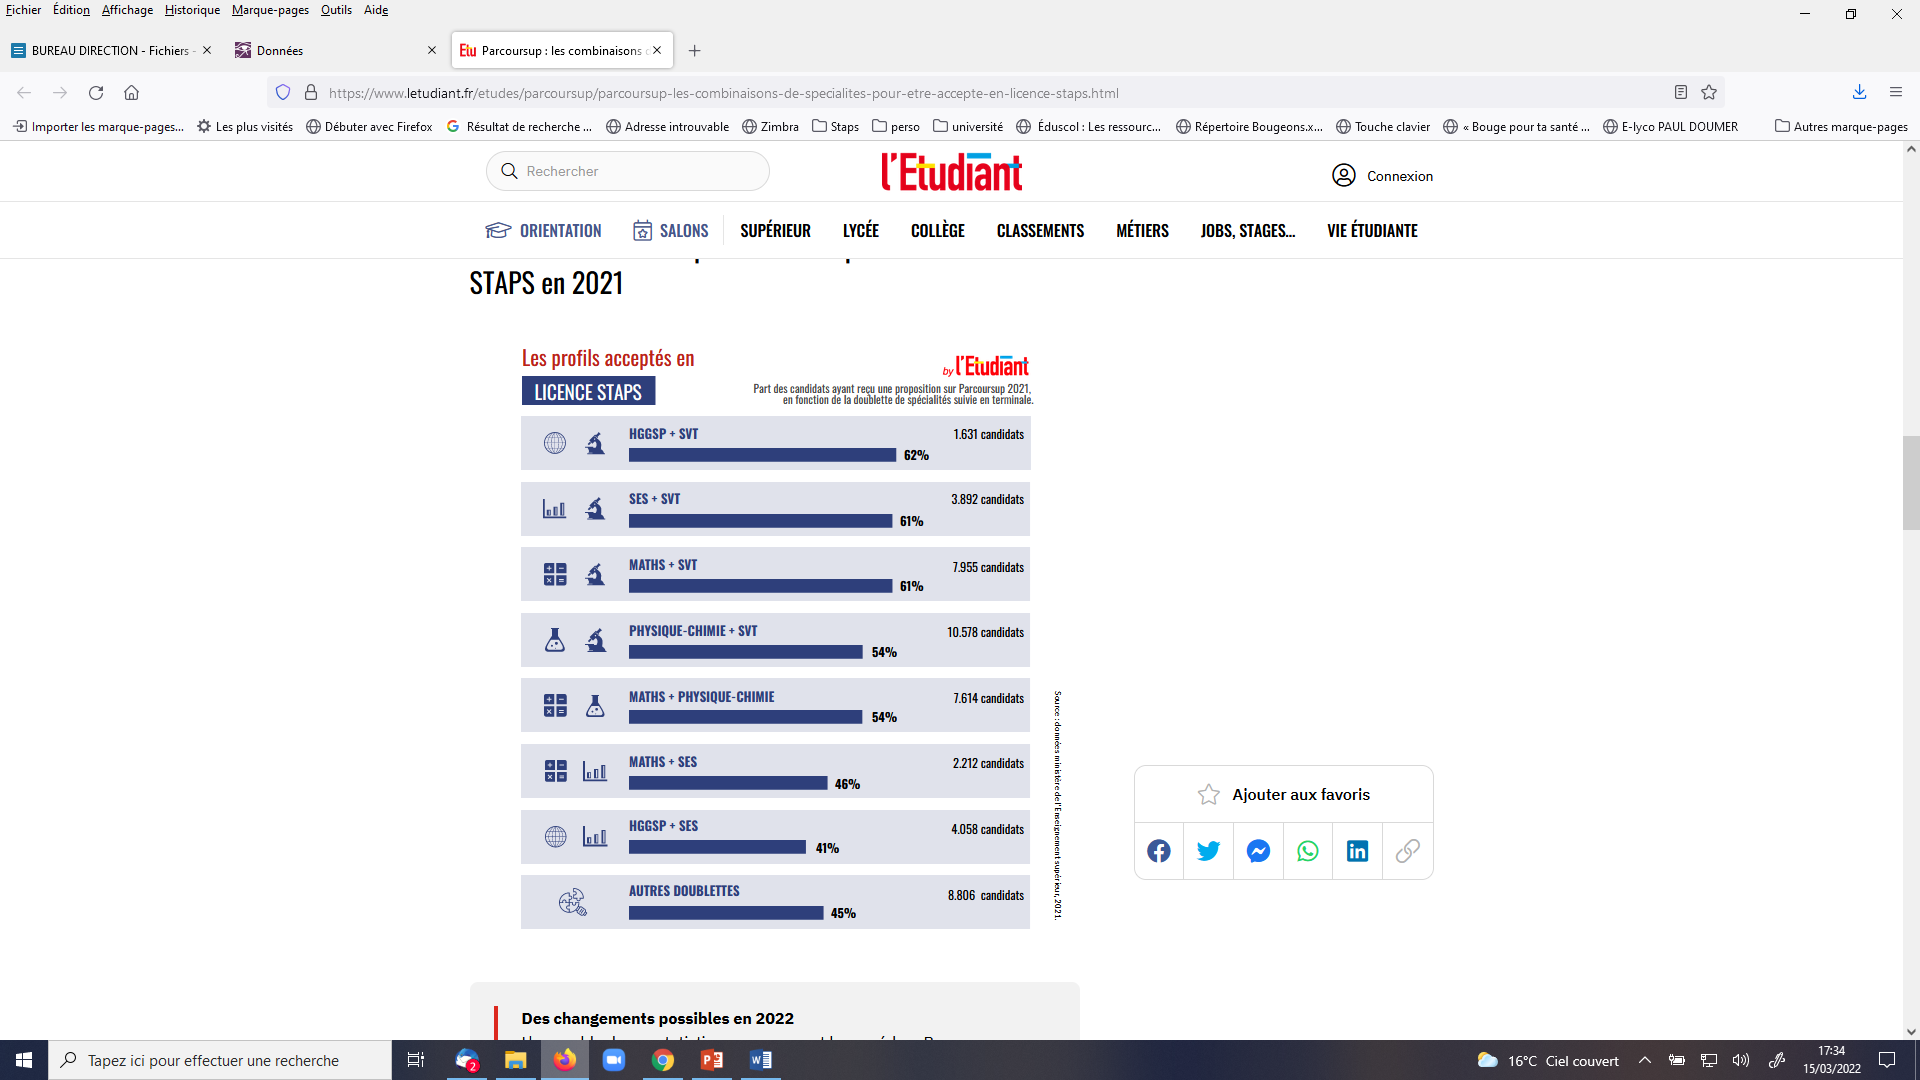 Fichier Édition Affichage Historique Marque-pages Outils Aide
BUREAU DIRECTION - Fichiers -
Données
Parcoursup : les combinaisons
https://www.letudiant.fr/etudes/parcoursup/parcoursup-les-combinaisons-de-specialites-pour-etre-accepte-en-licence-staps.html
Importer les marque-pages... Les plus visités Débuter avec Firefox Résultat de recherche ... Adresse introuvable Zimbra Staps perso université Éduscol : Les ressourc... Répertoire Bougeons.x... Touche clavier « Bouge pour ta santé ... E-lyco PAUL DOUMER Autres marque-pages
Rechercher
l'Etudiant
Connexion
ORIENTATION SALONS SUPÉRIEUR LYCÉE COLLÈGE CLASSEMENTS MÉTIERS JOBS, STAGES... VIE ÉTUDIANTE
STAPS en 2021
Les profils acceptés en
LICENCE STAPS
by l'Etudiant
Part des candidats ayant reçu une proposition sur Parcoursup 2021,
en fonction de la doublette de spécialités suivie en terminale.
HGGSP + SVT 1.631 candidats
62%
SES + SVT 3.892 candidats
61%
MATHS + SVT 7.955 candidats
61%
PHYSIQUE-CHIMIE + SVT 10.578 candidats
54%
MATHS + PHYSIQUE-CHIMIE 7.614 candidats
54%
MATHS + SES 2.212 candidats
46%
HGGSP + SES 4.058 candidats
41%
AUTRES DOUBLETTES 8.806 candidats
45%
Source : données ministère de l'Enseignement supérieur, 2021.
Ajouter aux favoris
Des changements possibles en 2022
Tapez ici pour effectuer une recherche
2
16°C Ciel couvert
17:34
15/03/2022